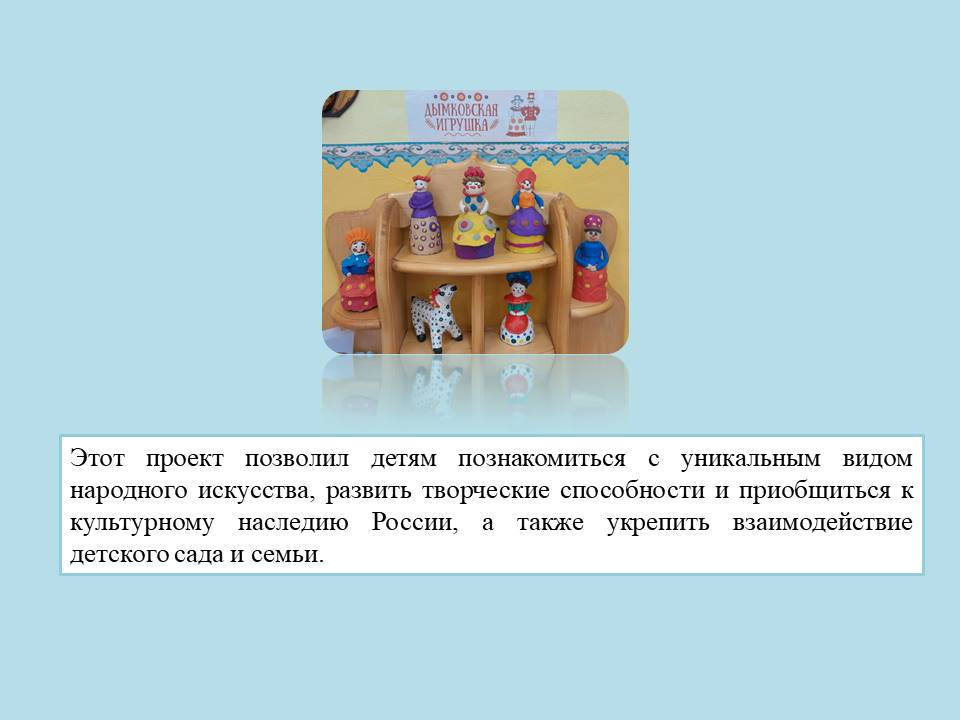 ДЫМКОВСКАЯ
ИГРУШКА
Этот проект позволил детям познакомиться с уникальным видом
народного искусства, развить творческие способности и приобщиться к
культурному наследию России, а также укрепить взаимодействие
детского сада и семьи.